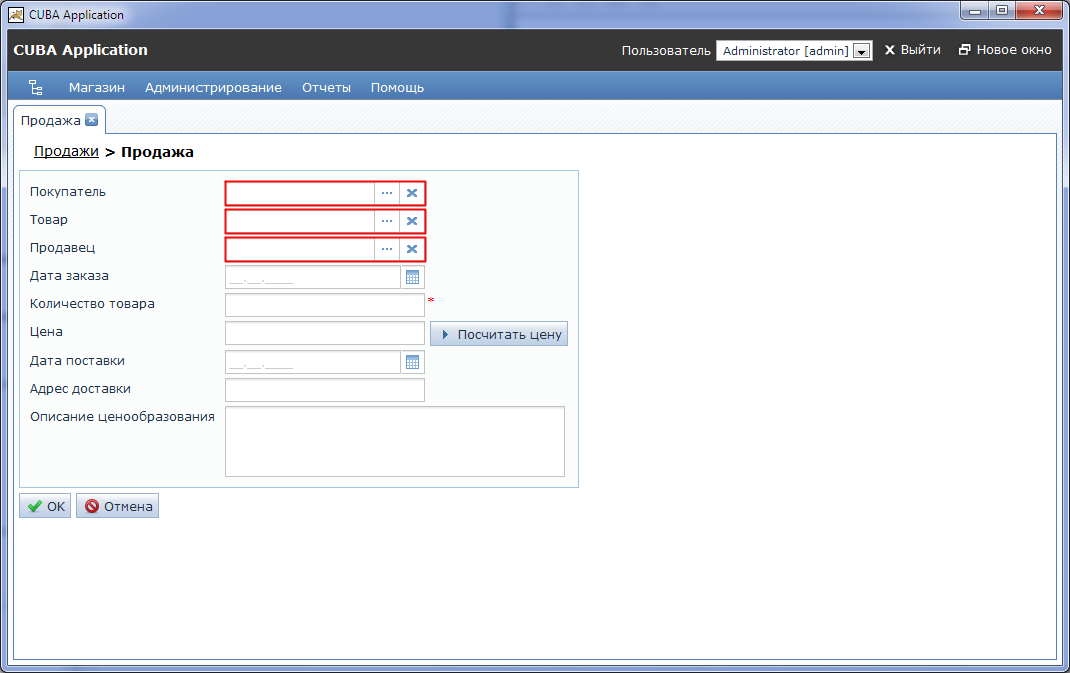 CUBA Application
CUBA Application Пользователь Administrator [admin] Выйти Новое окно
Магазин Администрирование Отчеты Помощь
Продажа
Продажи > Продажа
Покупатель
Товар
Продавец
Дата заказа __.__.____
Количество товара *
Цена Посчитать цену
Дата поставки __.__.____
Адрес доставки
Описание ценообразования
OK Отмена